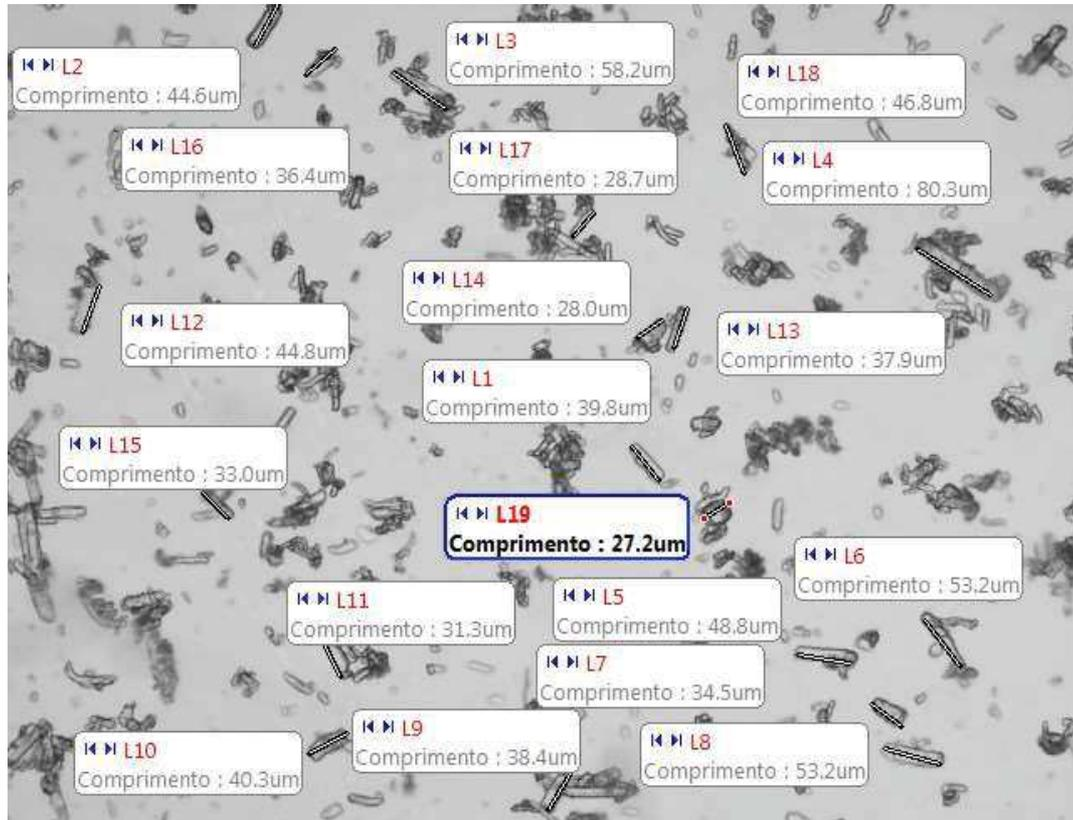 L3
Comprimento : 58.2um
L2
Comprimento : 44.6um
L18
Comprimento : 46.8um
L16
Comprimento : 36.4um
L17
Comprimento : 28.7um
L4
Comprimento : 80.3um
L14
Comprimento : 28.0um
L12
Comprimento : 44.8um
L13
Comprimento : 37.9um
L1
Comprimento : 39.8um
L15
Comprimento : 33.0um
L19
Comprimento : 27.2um
L6
Comprimento : 53.2um
L11
Comprimento : 31.3um
L5
Comprimento : 48.8um
L7
Comprimento : 34.5um
L9
Comprimento : 38.4um
L10
Comprimento : 40.3um
L8
Comprimento : 53.2um